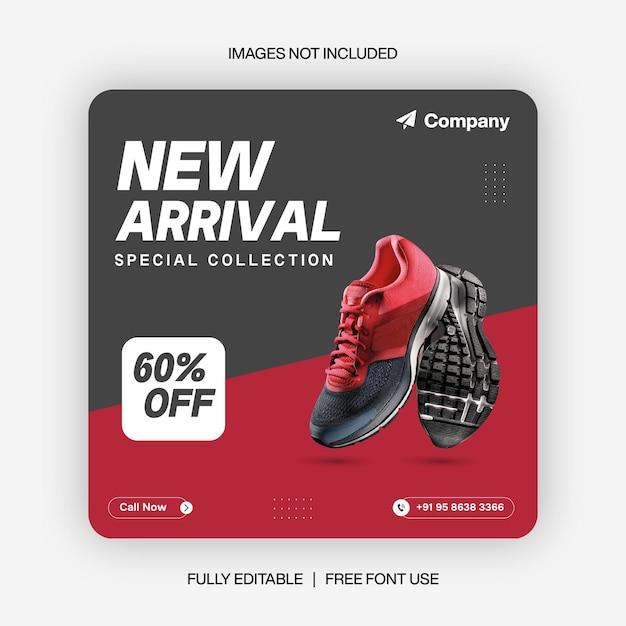 IMAGES NOT INCLUDED
Company
NEW
ARRIVAL
SPECIAL COLLECTION
60%
OFF
Call Now
+91 95 8638 3366
FULLY EDITABLE | FREE FONT USE